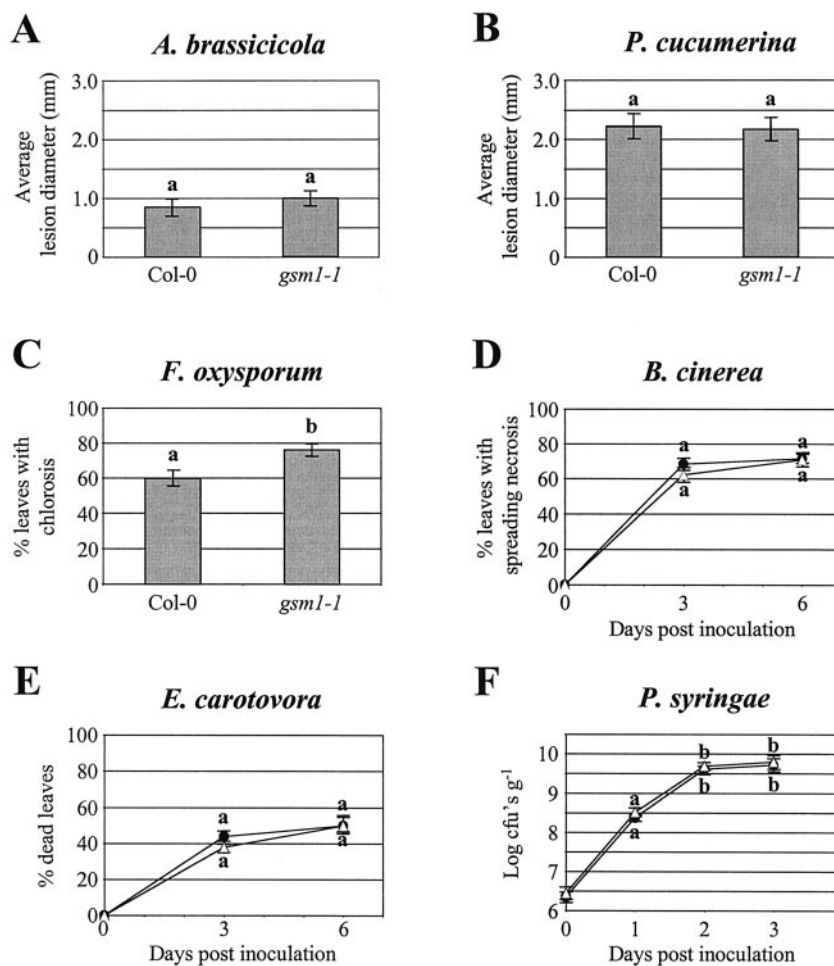 A
A. brassicicola
Average
lesion diameter (mm)
3.0
2.0
1.0
0
a
a
Col-0
gsm1-1
B
P. cucumerina
Average
lesion diameter (mm)
3.0
2.0
1.0
0
a
a
Col-0
gsm1-1
C
F. oxysporum
% leaves with
chlorosis
100
80
60
40
20
0
a
b
Col-0
gsm1-1
D
B. cinerea
% leaves with
spreading necrosis
100
80
60
40
20
0
a
a
a
a
0
3
6
Days post inoculation
E
E. carotovora
% dead leaves
100
80
60
40
20
0
a
a
a
a
0
3
6
Days post inoculation
F
P. syringae
Log cfu's g-1
10
9
8
7
6
a
a
b
b
b
b
0
1
2
3
Days post inoculation